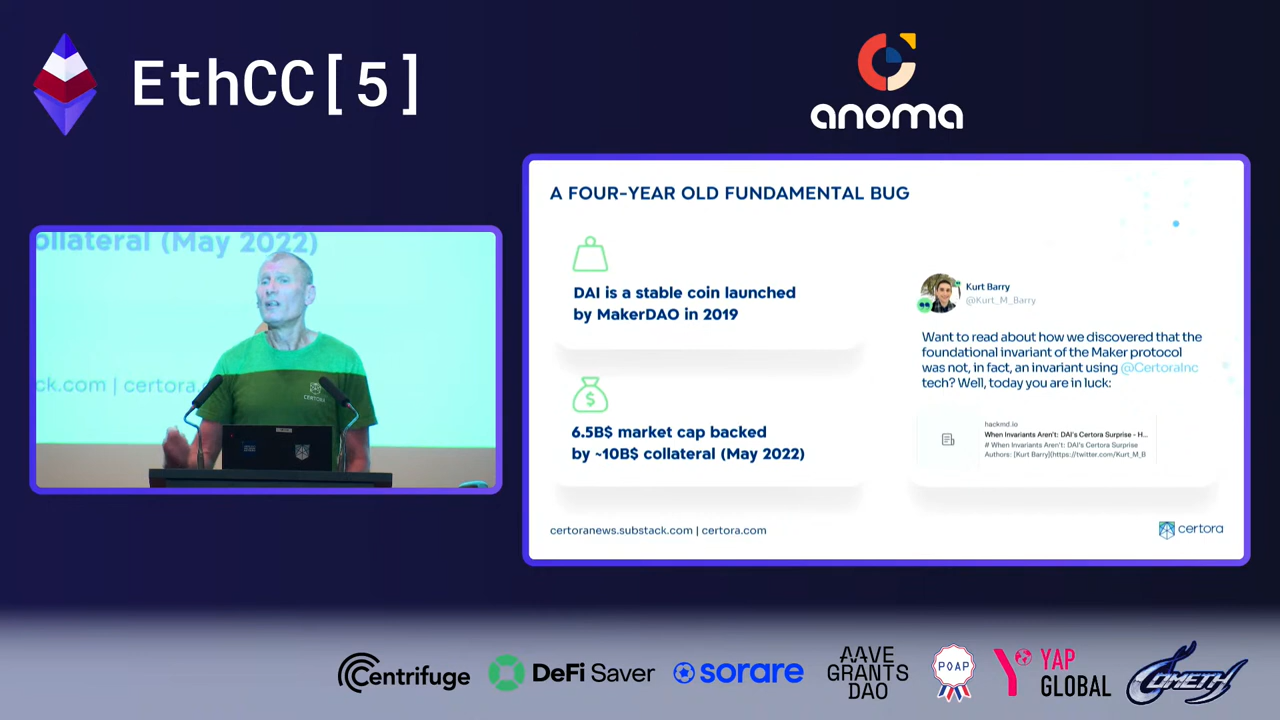 EthCC[5]
anoma
A FOUR-YEAR OLD FUNDAMENTAL BUG
DAI is a stable coin launched
by MakerDAO in 2019
6.5B$ market cap backed
by ~10B$ collateral (May 2022)
Kurt Barry
@Kurt_M_Barry
Want to read about how we discovered that the
foundational invariant of the Maker protocol
was not, in fact, an invariant using @CertoraInc
tech? Well, today you are in luck:
hackmd.io
When Invariants Aren't: DAI's Certora Surprise - H...
# When Invariants Aren't: DAI's Certora Surprise
Authors: [Kurt Barry](https://twitter.com/Kurt_M_B
certoranews.substack.com | certora.com
certora
ollateral (May 2022)
ck.com | certora
CERTORA
Centrifuge
DeFi Saver
sorare
AAVE
GRANTS
DAO
POAP
YAP
GLOBAL
COMETH